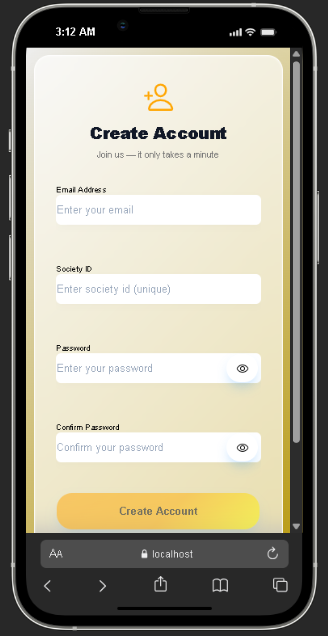 3:12 AM
Create Account
Join us — it only takes a minute
Email Address
Enter your email
Society ID
Enter society id (unique)
Password
Enter your password
Confirm Password
Confirm your password
Create Account
AA
localhost